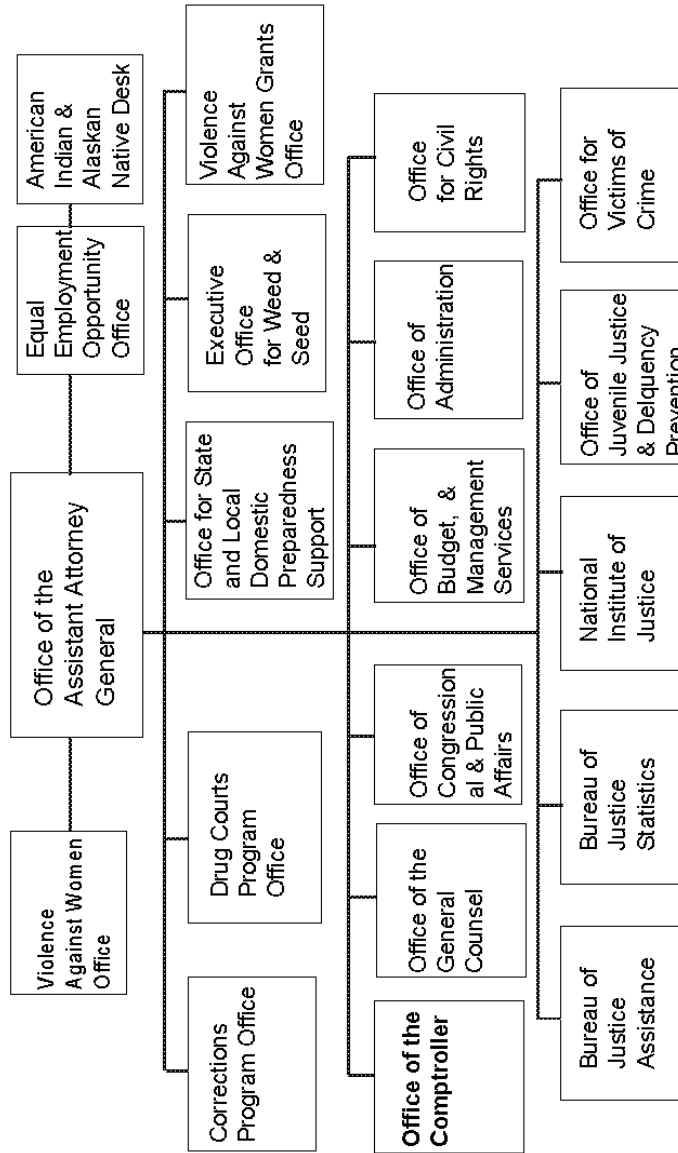 Violence
Against Women
Office
Office of the
Assistant Attorney
General
Equal
Employment
Opportunity
Office
American
Indian &
Alaskan
Native Desk
Corrections
Program Office
Drug Courts
Program
Office
Office for State
and Local
Domestic
Preparedness
Support
Executive
Office
for Weed &
Seed
Violence
Against
Women Grants
Office
Office of the
Comptroller
Office of the
General
Counsel
Office of
Congression
al & Public
Affairs
Office of
Budget, &
Management
Services
Office of
Administration
Office
for Civil
Rights
Bureau of
Justice
Assistance
Bureau of
Justice
Statistics
National
Institute of
Justice
Office of
Juvenile Justice
& Delquency
Prevention
Office for
Victims of
Crime